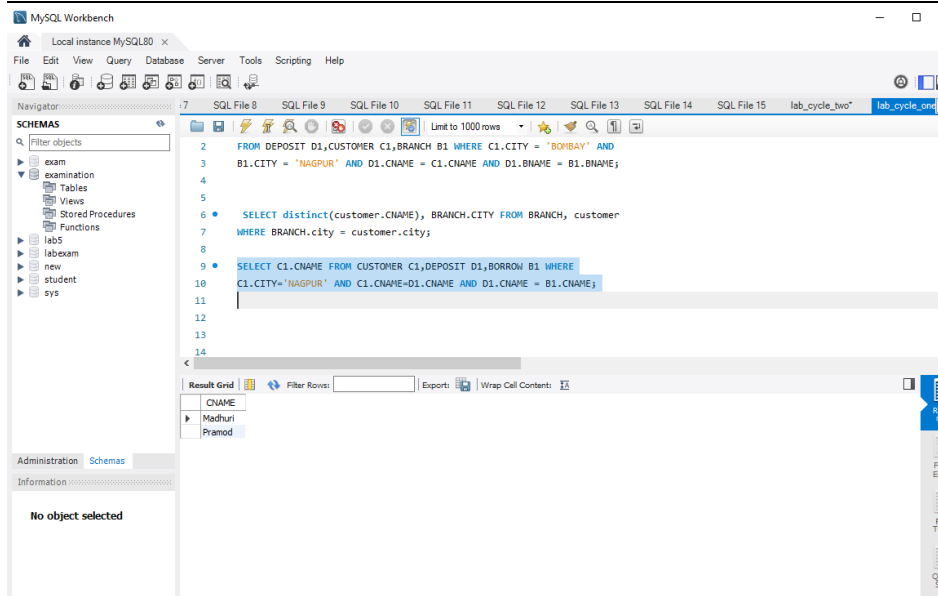 MySQL Workbench
Local instance MySQL80
File Edit View Query Database Server Tools Scripting Help
Navigator
:7 SQL File 8 SQL File 9 SQL File 10 SQL File 11 SQL File 12 SQL File 13 SQL File 14 SQL File 15 lab_cycle_two* lab_cycle_one
SCHEMAS
Filter objects
exam
examination
Tables
Views
Stored Procedures
Functions
lab5
labexam
new
student
sys
Limit to 1000 rows
2 FROM DEPOSIT D1,CUSTOMER C1,BRANCH B1 WHERE C1.CITY = 'BOMBAY' AND
3 B1.CITY = 'NAGPUR' AND D1.CNAME = C1.CNAME AND D1.BNAME = B1.BNAME;
4
5
6 SELECT distinct(customer.CNAME), BRANCH.CITY FROM BRANCH, customer
7 WHERE BRANCH.city = customer.city;
8
9 SELECT C1.CNAME FROM CUSTOMER C1,DEPOSIT D1,BORROW B1 WHERE
10 C1.CITY='NAGPUR' AND C1.CNAME=D1.CNAME AND D1.CNAME = B1.CNAME;
11
12
13
14
Result Grid Filter Rows: Export: Wrap Cell Content:
CNAME
Madhuri
Pramod
Administration Schemas
Information
No object selected